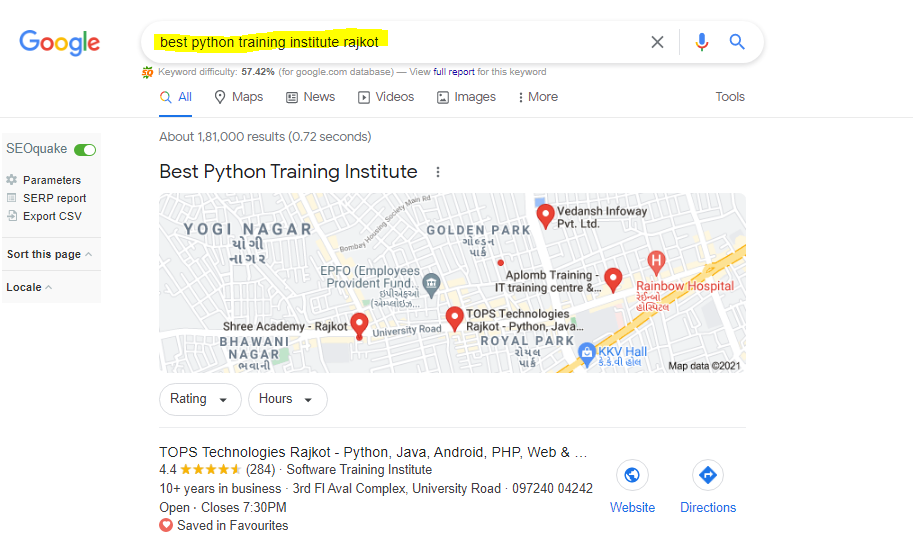 Google
best python training institute rajkot
Keyword difficulty: 57.42% (for google.com database) — View full report for this keyword
All Maps News Videos Images More Tools
SEOquake
Parameters
SERP report
Export CSV
Sort this page
Locale
About 1,81,000 results (0.72 seconds)
Best Python Training Institute
Bombay Housing Society Main Rd
YOGI NAGAR
યોગી
નગર
GOLDEN PARK
ગોલ્ડન
પાર્ક
Vedansh Infoway
Pvt. Ltd.
EPFO (Employees
Provident Fund...
Aplomb Training -
IT training centre &...
H
Rainbow Hospital
રેઈન્બો
હોસ્પિટલ
Shree Academy - Rajkot
University Road
TOPS Technologies
Rajkot - Python, Java...
BHAWANI
NAGAR
ભવાની
ROYAL PARK
રોયલ
પાર્ક
KKV Hall
કે.કે.વી હોલ
Map data ©2021
Rating Hours
TOPS Technologies Rajkot - Python, Java, Android, PHP, Web & ...
4.4 (284) · Software Training Institute
10+ years in business · 3rd Fl Aval Complex, University Road · 097240 04242
Open · Closes 7:30PM
Saved in Favourites
Website
Directions